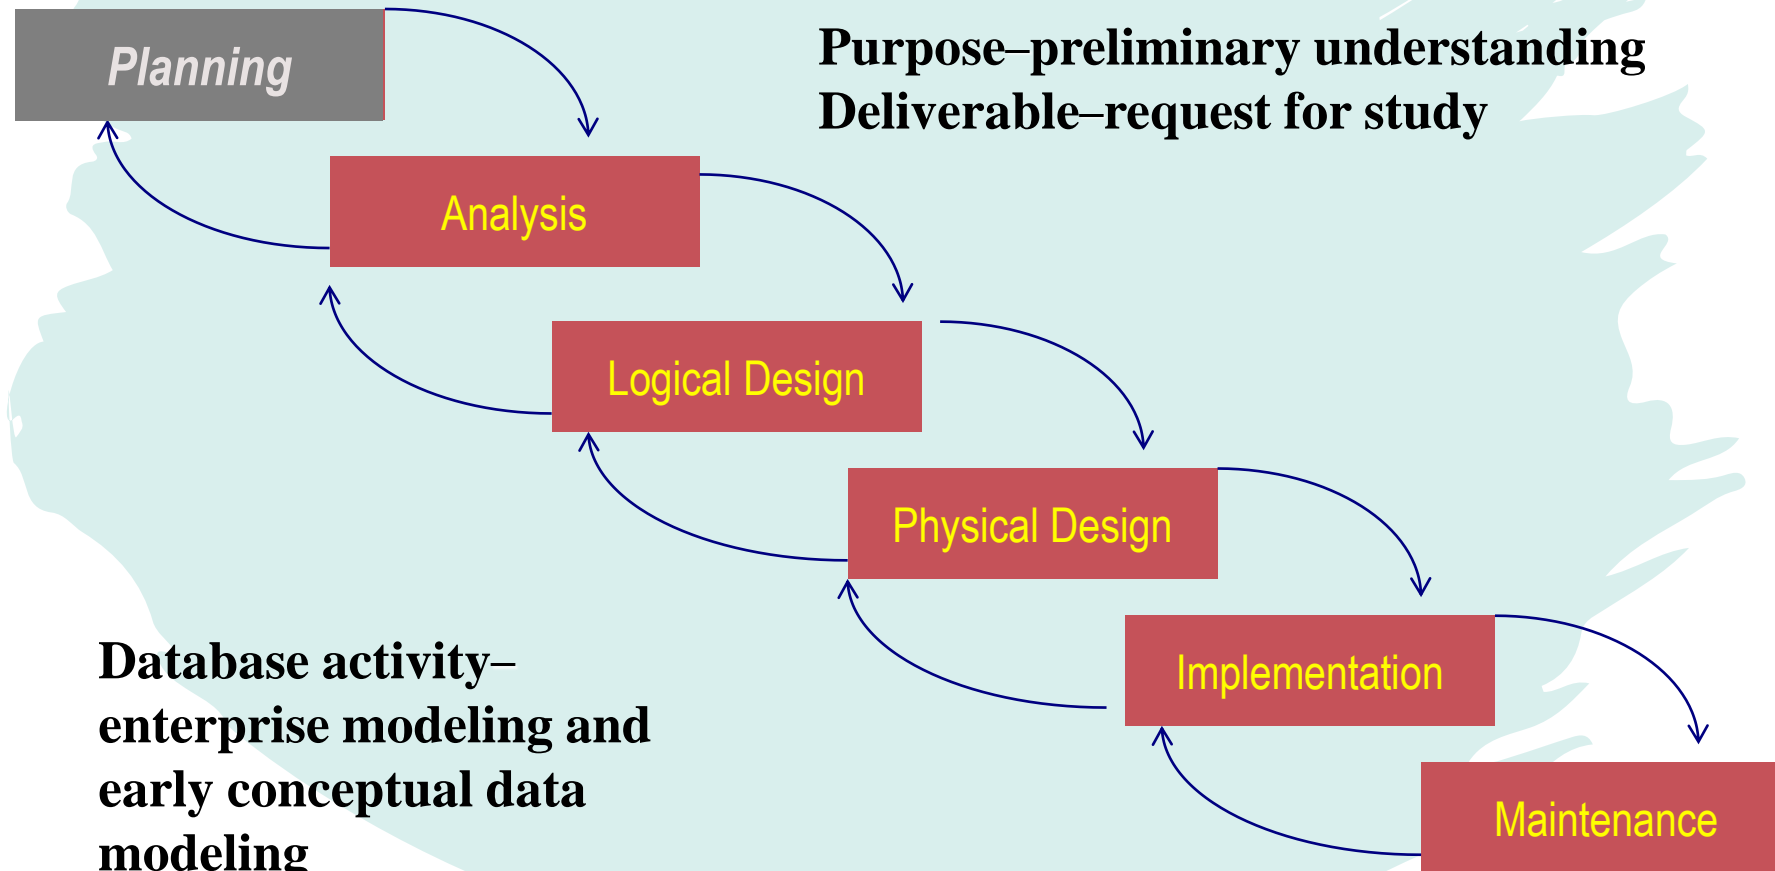 Planning
Purpose–preliminary understanding
Deliverable–request for study
Analysis
Logical Design
Physical Design
Database activity–
enterprise modeling and
early conceptual data
modeling
Implementation
Maintenance